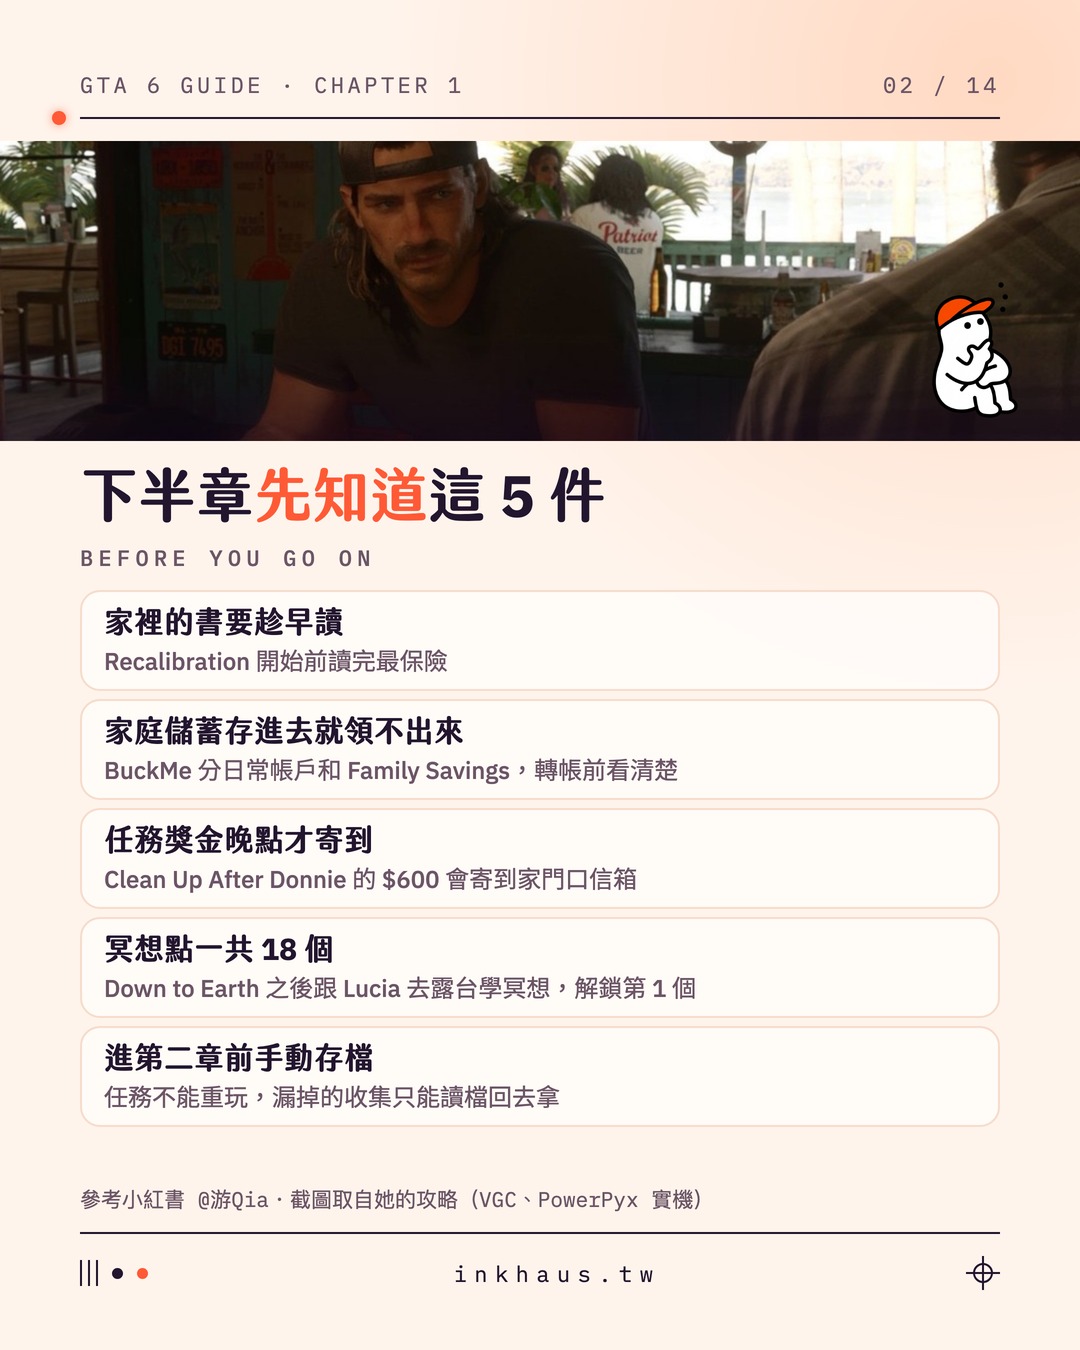 GTA 6 GUIDE · CHAPTER 1
02 / 14
Patriot
BEER
DGI 7495
下半章先知道這 5 件
BEFORE YOU GO ON
家裡的書要趁早讀
Recalibration 開始前讀完最保險
家庭儲蓄存進去就領不出來
BuckMe 分日常帳戶和 Family Savings，轉帳前看清楚
任務獎金晚點才寄到
Clean Up After Donnie 的 $600 會寄到家門口信箱
冥想點一共 18 個
Down to Earth 之後跟 Lucia 去露台學冥想，解鎖第 1 個
進第二章前手動存檔
任務不能重玩，漏掉的收集只能讀檔回去拿
參考小紅書 @游Qia · 截圖取自她的攻略（VGC、PowerPyx 實機）
inkhaus.tw